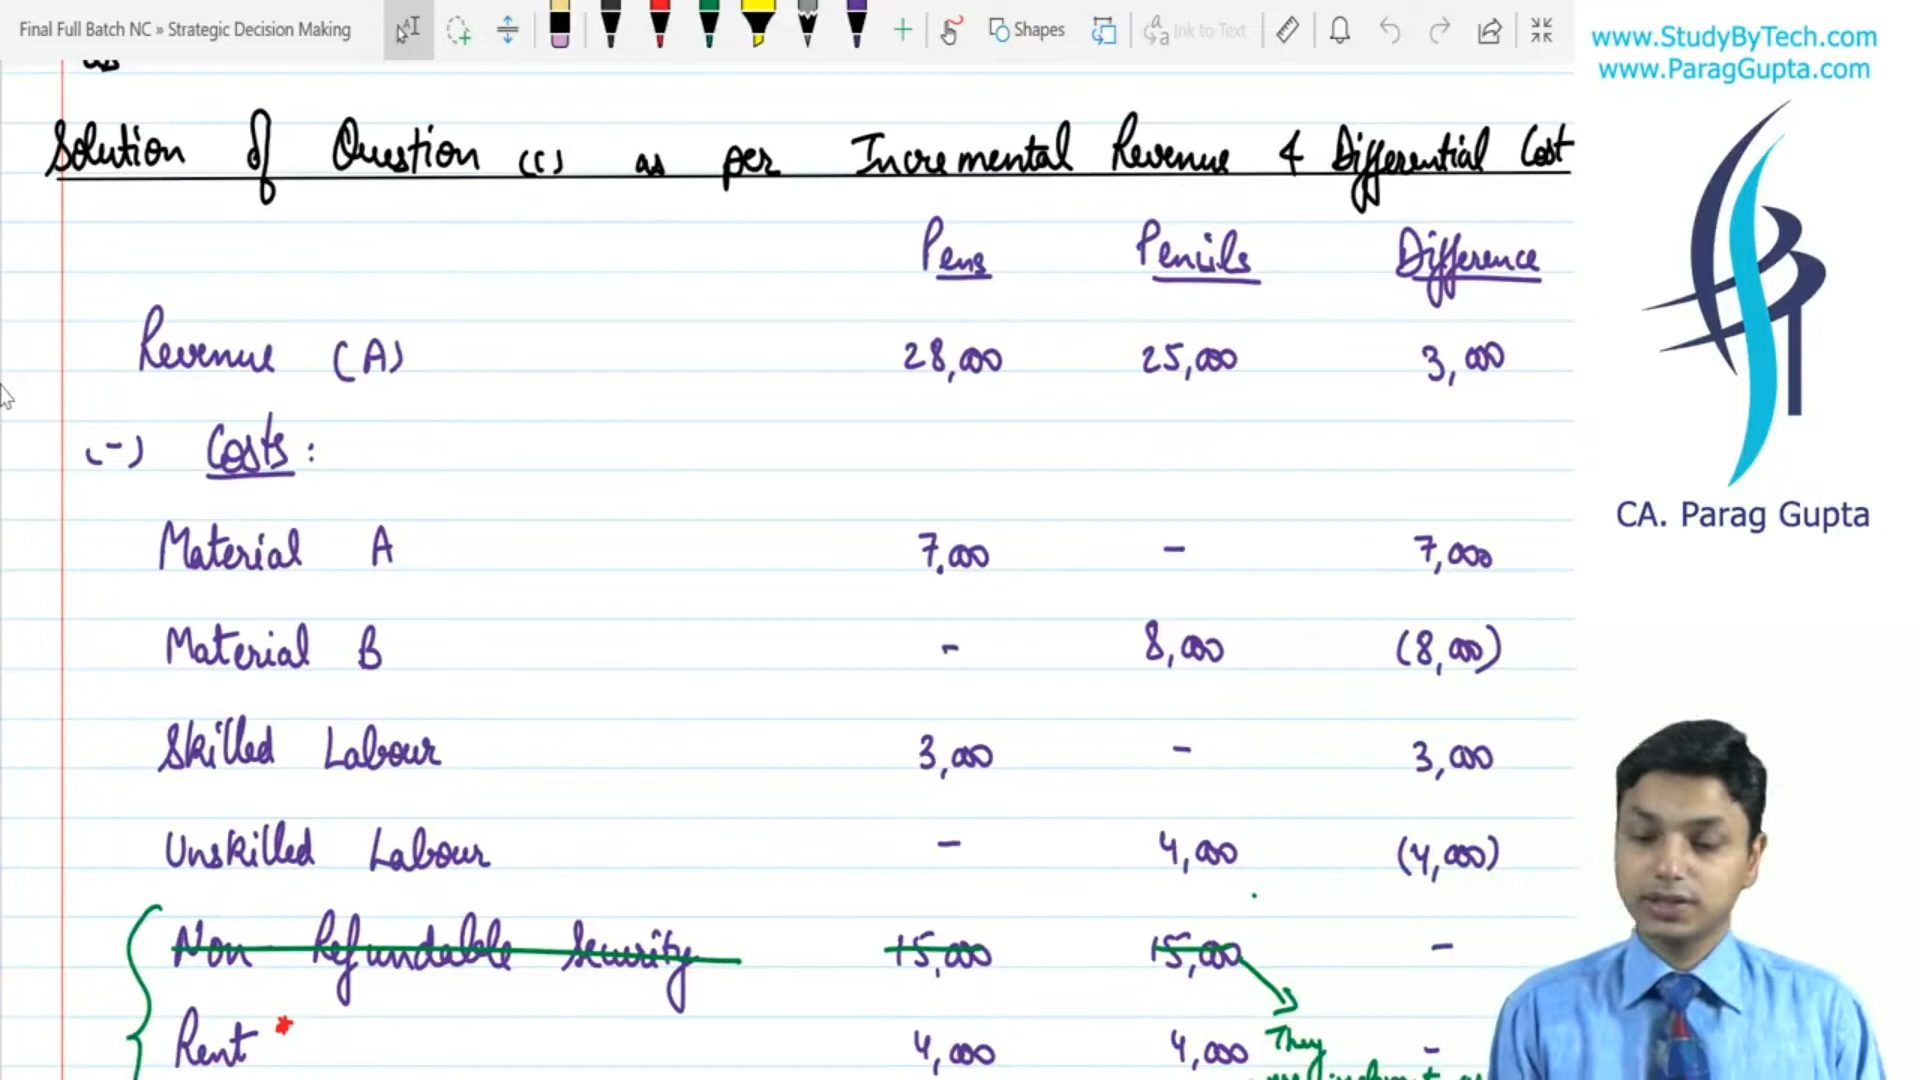 Final Full Batch NC » Strategic Decision Making
Shapes
Ink to Text
www.StudyByTech.com
www.ParagGupta.com
as
Solution of Question (C) as per Incremental Revenue & Differential Cost
Pens Pencils Difference
Revenue (A) 28,000 25,000 3,000
(-) Costs :
CA. Parag Gupta
Material A 7,000 - 7,000
Material B - 8,000 (8,000)
Skilled Labour 3,000 - 3,000
Unskilled Labour - 4,000 (4,000)
Non Refundable Security 15,000 15,000 -
Rent * 4,000 4,000 -
They